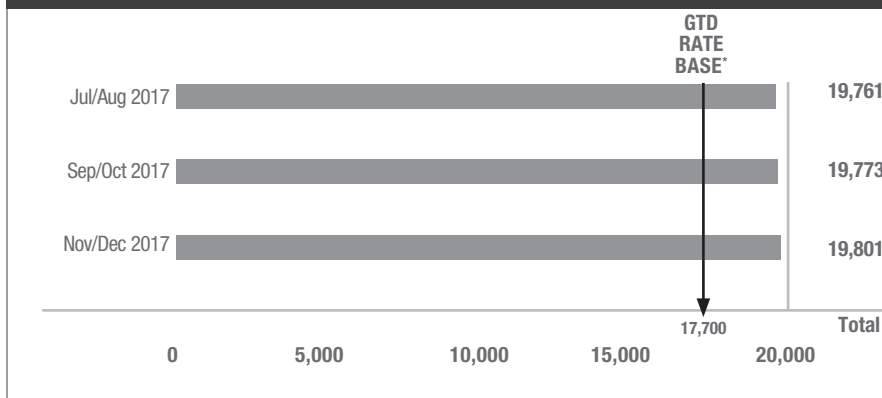 GTD
RATE
BASE*
Jul/Aug 2017 19,761
Sep/Oct 2017 19,773
Nov/Dec 2017 19,801
17,700 Total
0 5,000 10,000 15,000 20,000